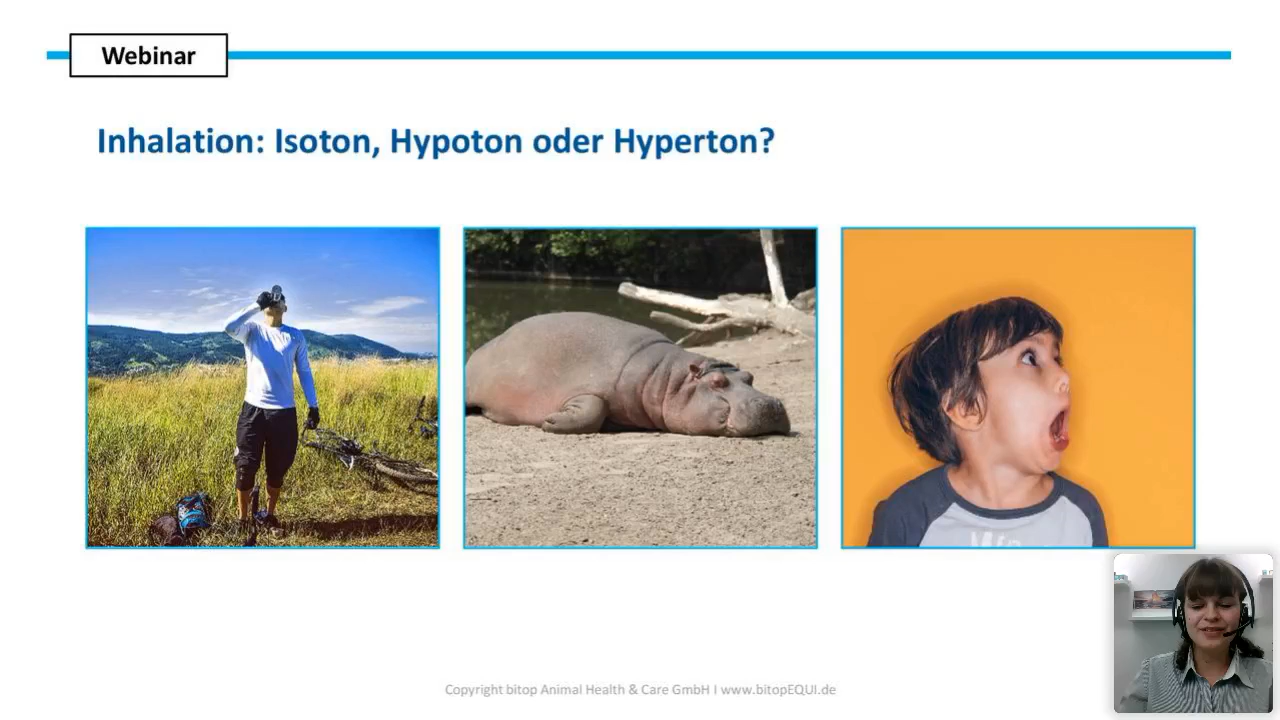 Webinar
Inhalation: Isoton, Hypoton oder Hyperton?
Copyright bitop Animal Health & Care GmbH I www.bitopEQUI.de